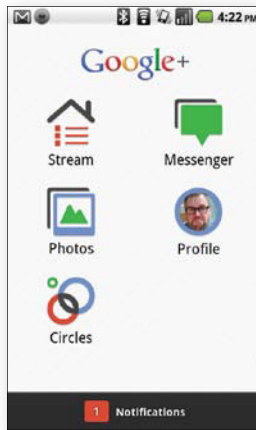 4:22 PM
Google+
Stream Messenger
Photos Profile
Circles
1 Notifications